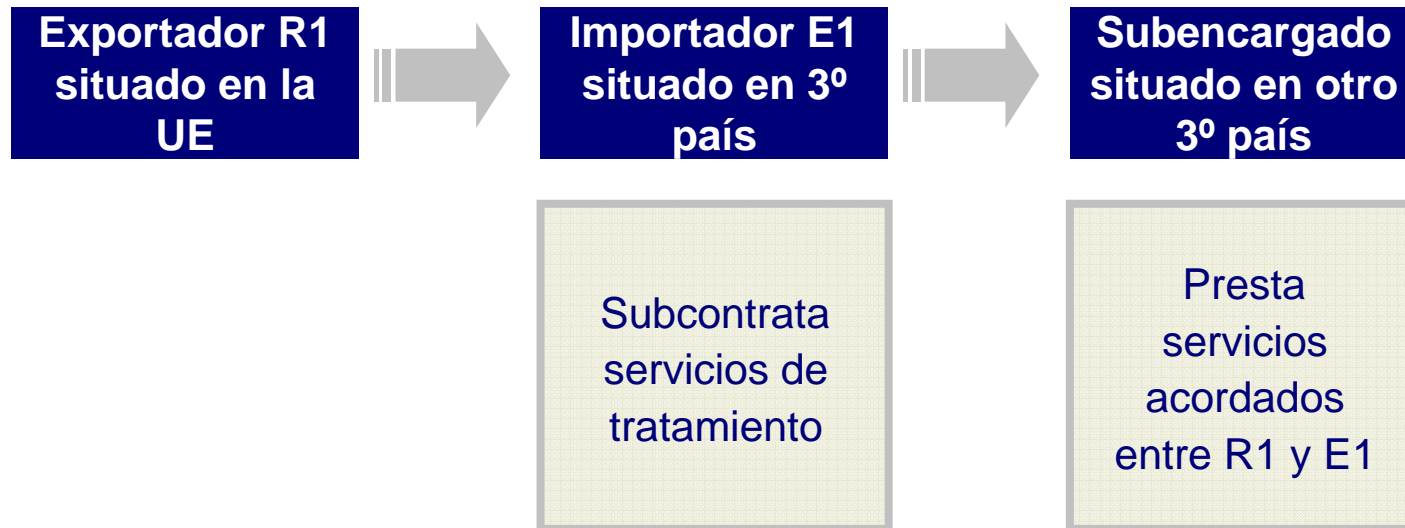 Exportador R1
situado en la
UE
Importador E1
situado en 3º
país
Subencargado
situado en otro
3º país
Subcontrata
servicios de
tratamiento
Presta
servicios
acordados
entre R1 y E1